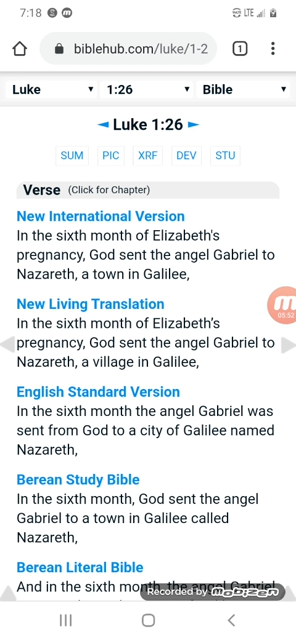 7:18
LTE
biblehub.com/luke/1-2
1
Luke 1:26 Bible
Luke 1:26
SUM PIC XRF DEV STU
Verse (Click for Chapter)
New International Version
In the sixth month of Elizabeth's
pregnancy, God sent the angel Gabriel to
Nazareth, a town in Galilee,
New Living Translation
In the sixth month of Elizabeth’s
pregnancy, God sent the angel Gabriel to
Nazareth, a village in Galilee,
05:52
English Standard Version
In the sixth month the angel Gabriel was
sent from God to a city of Galilee named
Nazareth,
Berean Study Bible
In the sixth month, God sent the angel
Gabriel to a town in Galilee called
Nazareth,
Berean Literal Bible
And in the sixth month, the angel Gabriel
Recorded by mobizen